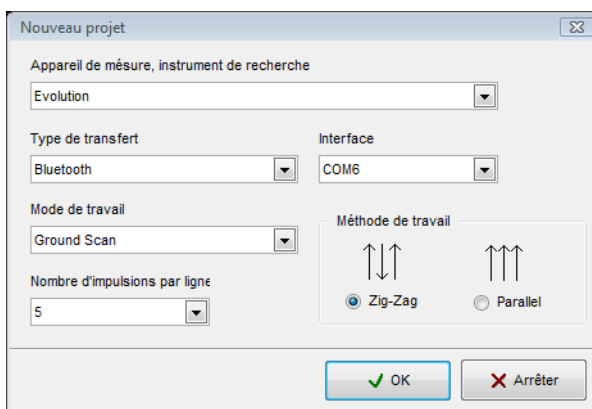 Nouveau projet
Appareil de mésure, instrument de recherche
Evolution
Type de transfert
Interface
Bluetooth
COM6
Mode de travail
Ground Scan
Méthode de travail
Zig-Zag
Parallel
Nombre d'impulsions par ligne
5
OK
Arrêter